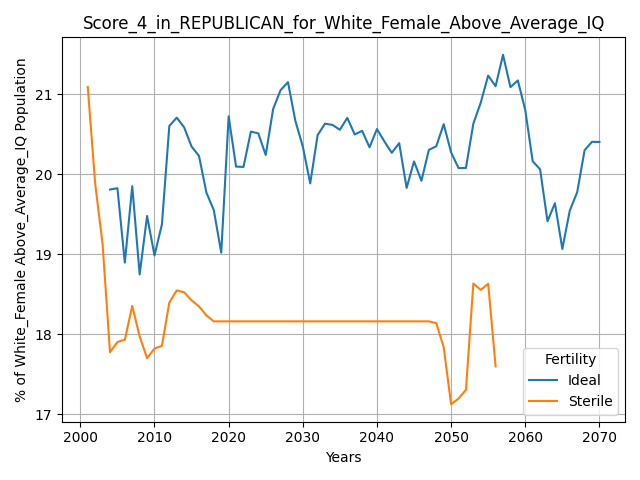 Score_4_in_REPUBLICAN_for_White_Female_Above_Average_IQ
% of White_Female Above_Average_IQ Population
21
20
19
18
17
2000 2010 2020 2030 2040 2050 2060 2070
Years
Fertility
Ideal
Sterile